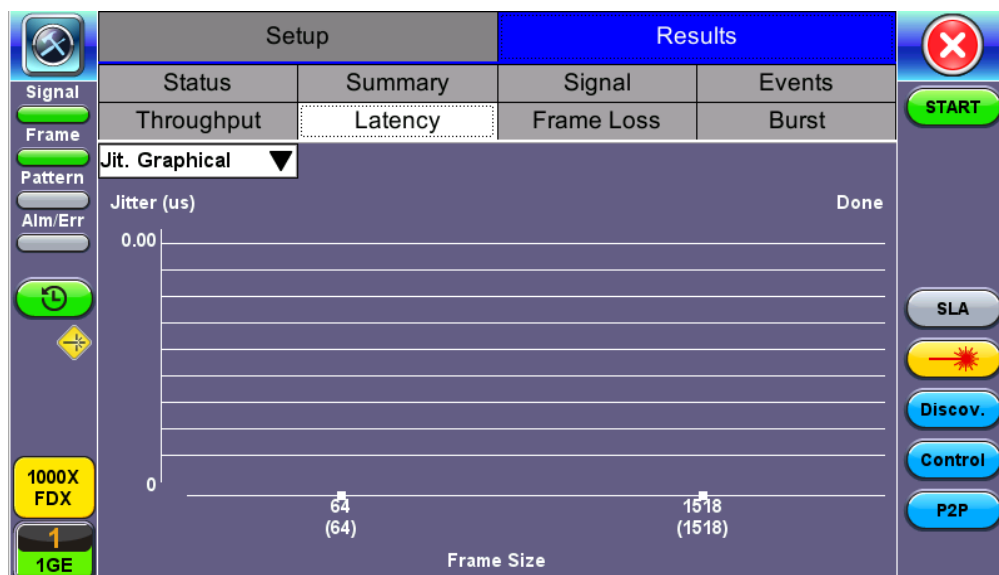 Setup Results
Status Summary Signal Events
Throughput Latency Frame Loss Burst
Signal
Frame
Pattern
Alm/Err
1000X
FDX
1
1GE
Jit. Graphical
Jitter (us) Done
0.00
0
64 1518
(64) (1518)
Frame Size
START
SLA
Discov.
Control
P2P